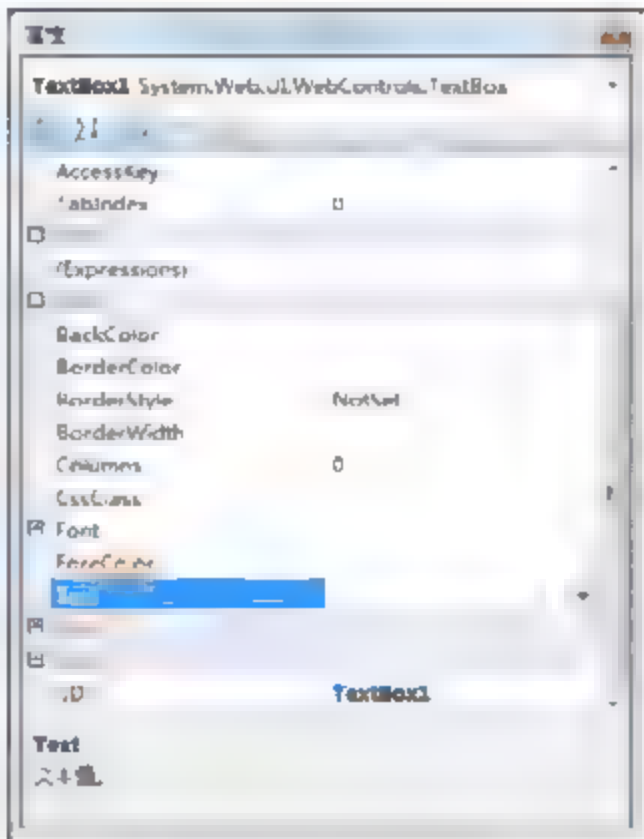 TextBox1 System.Web.UI.WebControls.TextBox
AccessKey
TabIndex 0
(Expressions)
BackColor
BorderColor
BorderStyle NotSet
BorderWidth
Columns 0
CssClass
Font
ForeColor
Text
(ID) TextBox1
Text